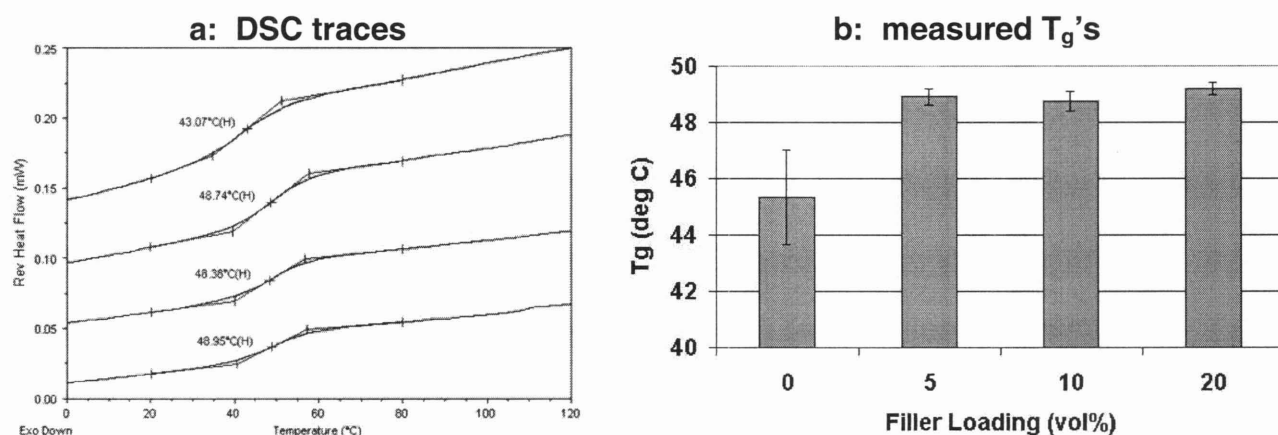 a: DSC traces
0.25
0.20
0.15
0.10
0.05
0.00
Rev Heat Flow (mW)
43.07°C(H)
48.74°C(H)
48.38°C(H)
48.95°C(H)
0 20 40 60 80 100 120
Exo Down
Temperature (°C)
b: measured Tg's
50
48
46
44
42
40
Tg (deg C)
0 5 10 20
Filler Loading (vol%)